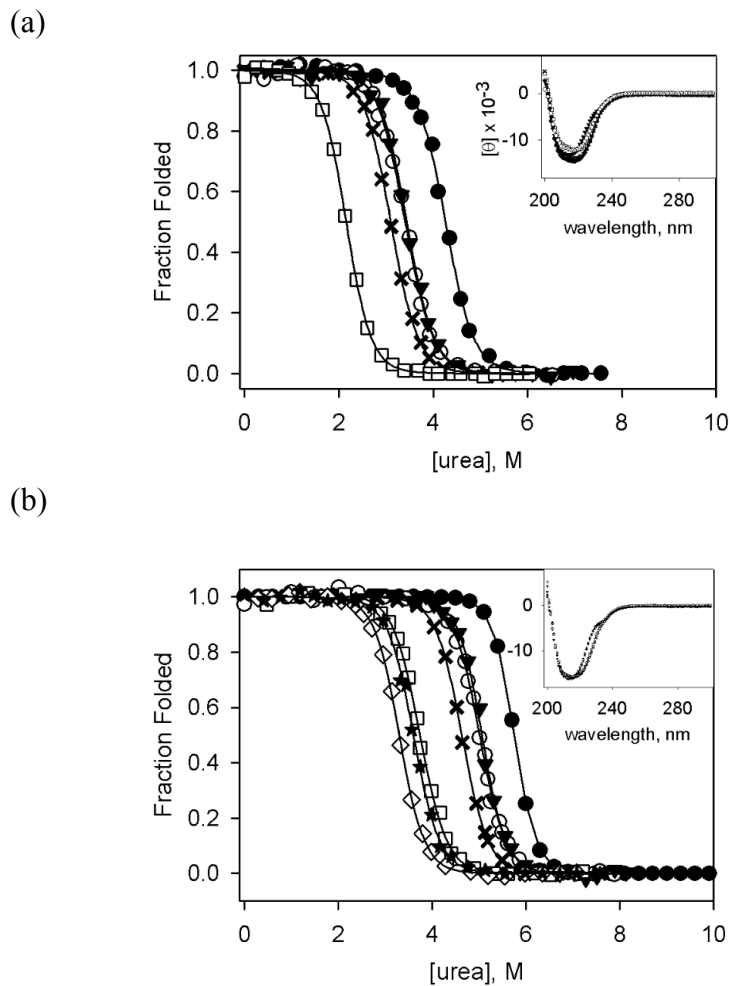 (a)
1.0
0.8
0.6
0.4
0.2
0.0
Fraction Folded
0 2 4 6 8 10
[urea], M
[θ] x 10-3
0
-10
200 240 280
wavelength, nm
(b)
1.0
0.8
0.6
0.4
0.2
0.0
Fraction Folded
0 2 4 6 8 10
[urea], M
0
-10
200 240 280
wavelength, nm